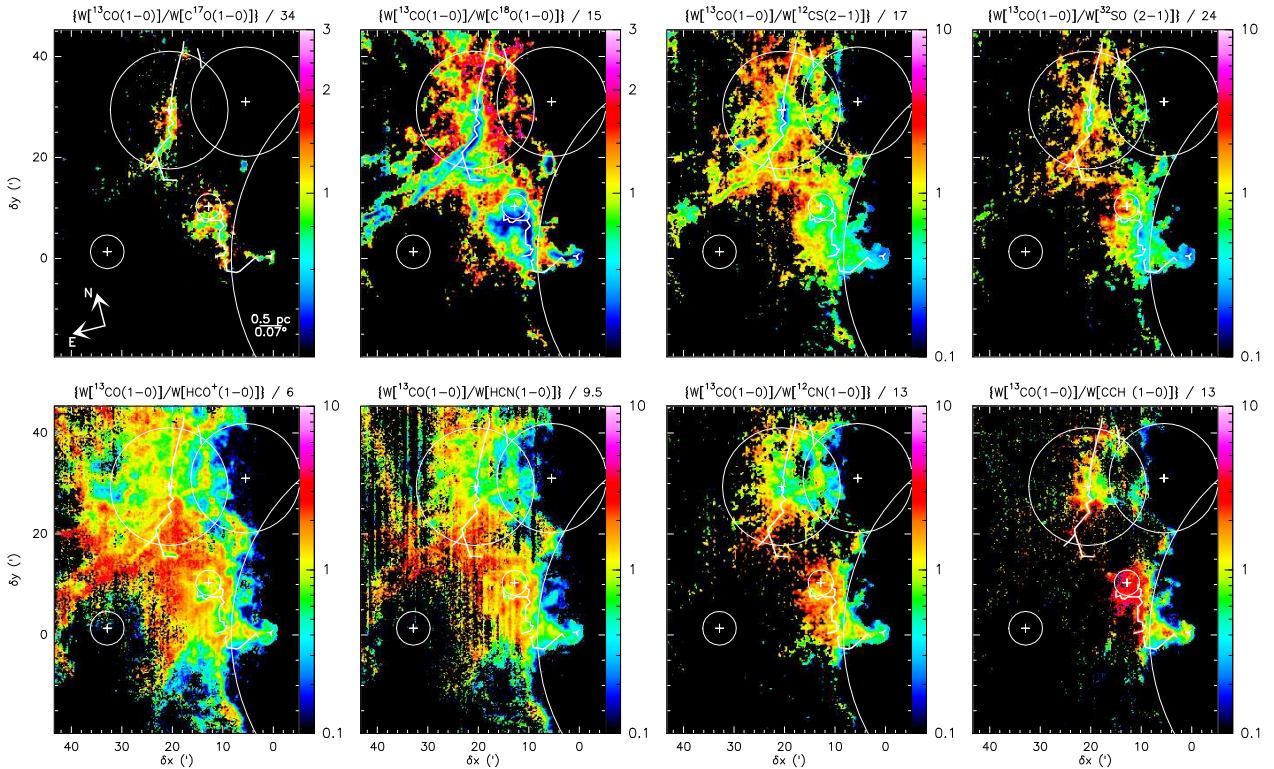 {W[¹³CO(1−0)]/W[C¹⁷O(1−0)]} / 34
{W[¹³CO(1−0)]/W[C¹⁸O(1−0)]} / 15
{W[¹³CO(1−0)]/W[¹²CS(2−1)]} / 17
{W[¹³CO(1−0)]/W[³²SO (2−1)]} / 24
40
20
0
δy (')
N
E
0.5 pc
0.07°
3
2
1
3
2
1
10
1
0.1
10
1
0.1
{W[¹³CO(1−0)]/W[HCO⁺(1−0)]} / 6
{W[¹³CO(1−0)]/W[HCN(1−0)]} / 9.5
{W[¹³CO(1−0)]/W[¹²CN(1−0)]} / 13
{W[¹³CO(1−0)]/W[CCH (1−0)]} / 13
40
20
0
δy (')
10
1
0.1
10
1
0.1
10
1
0.1
10
1
0.1
40 30 20 10 0
40 30 20 10 0
40 30 20 10 0
40 30 20 10 0
δx (')
δx (')
δx (')
δx (')